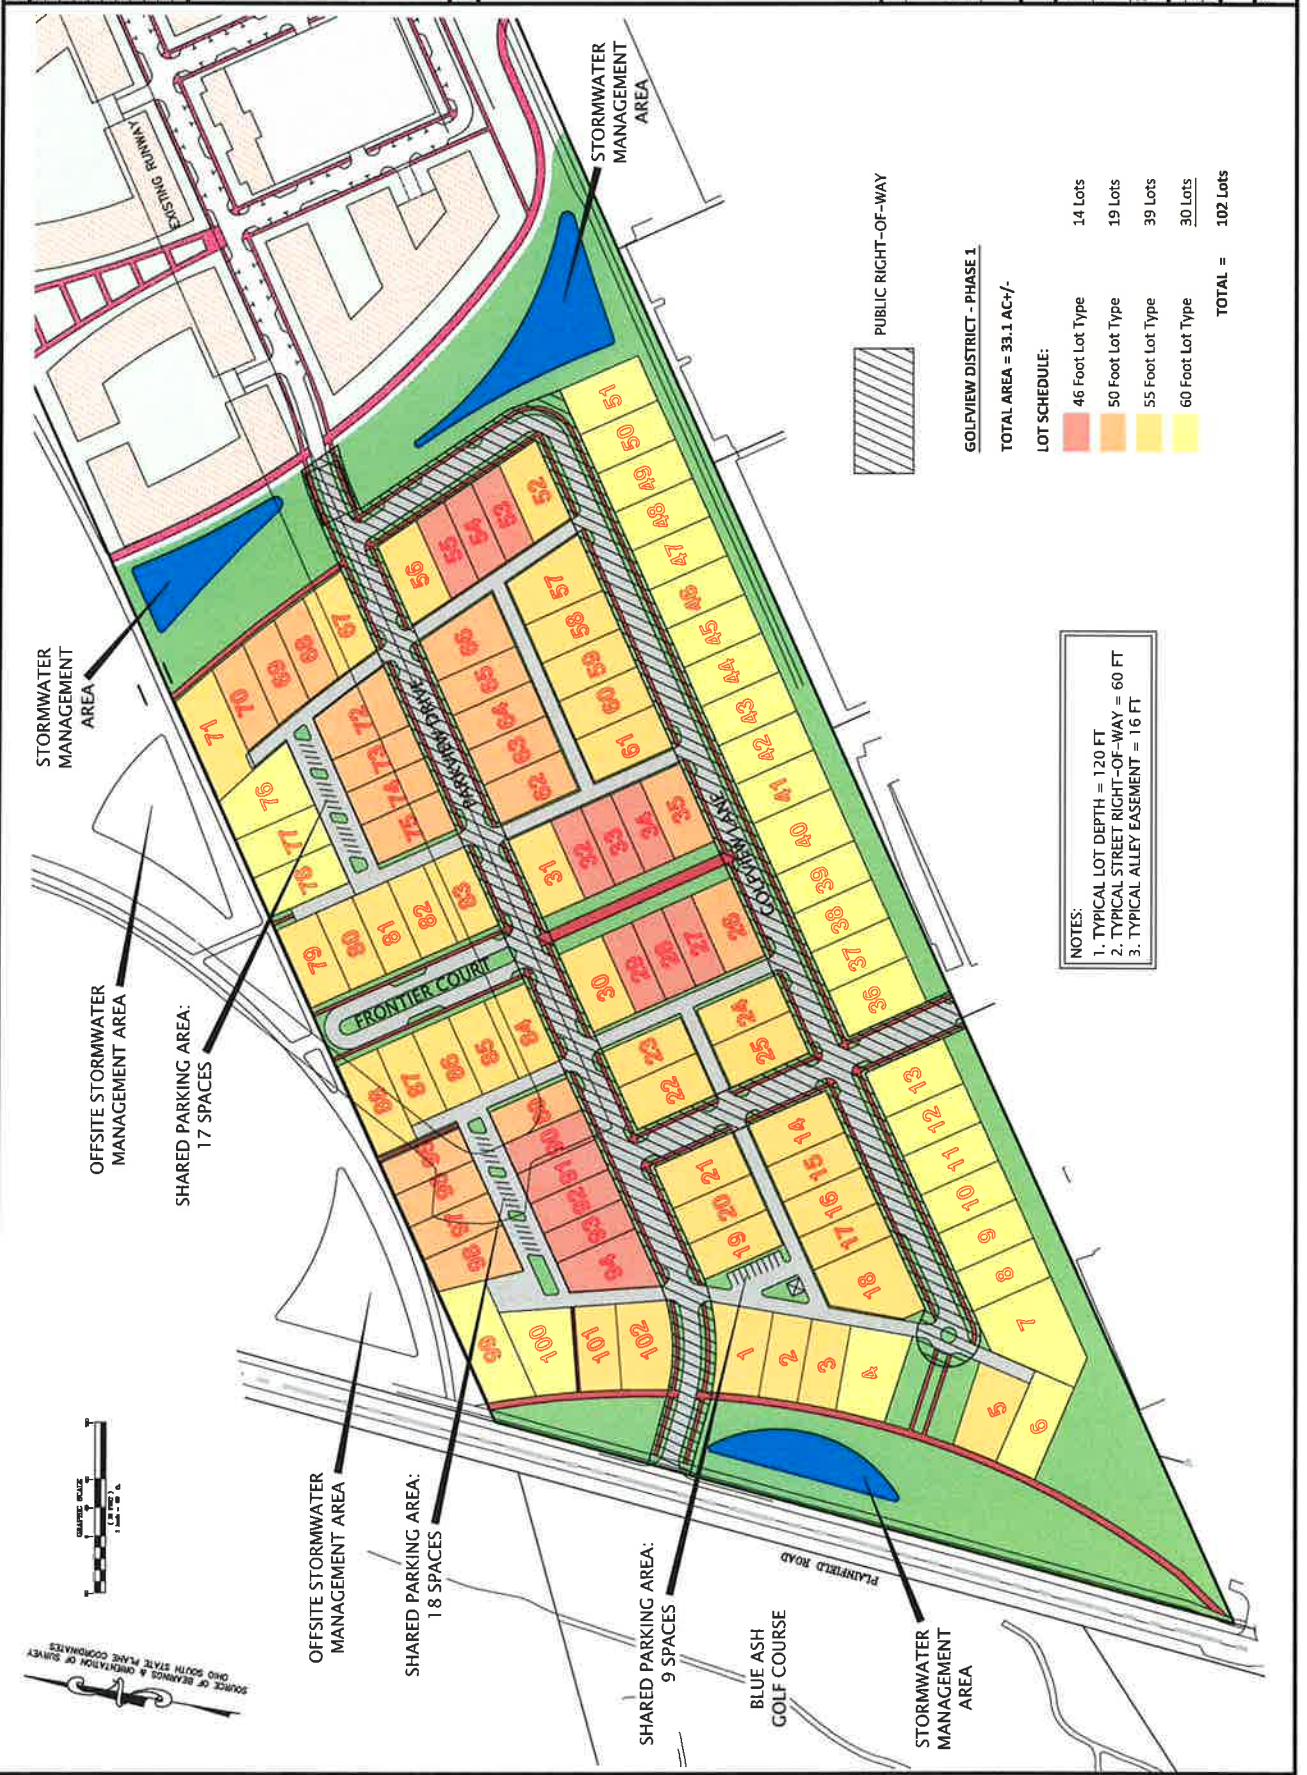 STORMWATER
MANAGEMENT
AREA
OFFSITE STORMWATER
MANAGEMENT AREA
SHARED PARKING AREA:
17 SPACES
OFFSITE STORMWATER
MANAGEMENT AREA
SHARED PARKING AREA:
18 SPACES
SHARED PARKING AREA:
9 SPACES
BLUE ASH
GOLF COURSE
STORMWATER
MANAGEMENT
AREA
STORMWATER
MANAGEMENT
AREA
EXISTING RUNWAY
PLAINFIELD ROAD
PARKVIEW DRIVE
GOLFVIEW LANE
FRONTIER COURT
GRAPHIC SCALE
SOURCE OF BEARINGS & ORIENTATION OF SURVEY
OHIO SOUTH STATE PLANE COORDINATES
PUBLIC RIGHT-OF-WAY
GOLFVIEW DISTRICT - PHASE 1
TOTAL AREA = 33.1 AC+/-
LOT SCHEDULE:
46 Foot Lot Type 14 Lots
50 Foot Lot Type 19 Lots
55 Foot Lot Type 39 Lots
60 Foot Lot Type 30 Lots
TOTAL = 102 Lots
NOTES:
1. TYPICAL LOT DEPTH = 120 FT
2. TYPICAL STREET RIGHT-OF-WAY = 60 FT
3. TYPICAL ALLEY EASEMENT = 16 FT
1
2
3
4
5
6
7
8
9
10
11
12
13
14
15
16
17
18
19
20
21
22
23
24
25
26
27
28
29
30
31
32
33
34
35
36
37
38
39
40
41
42
43
44
45
46
47
48
49
50
51
52
53
54
55
56
57
58
59
60
61
62
63
64
65
66
67
68
69
70
71
72
73
74
75
76
77
78
79
80
81
82
83
84
85
86
87
88
90
91
92
93
94
97
98
99
100
101
102